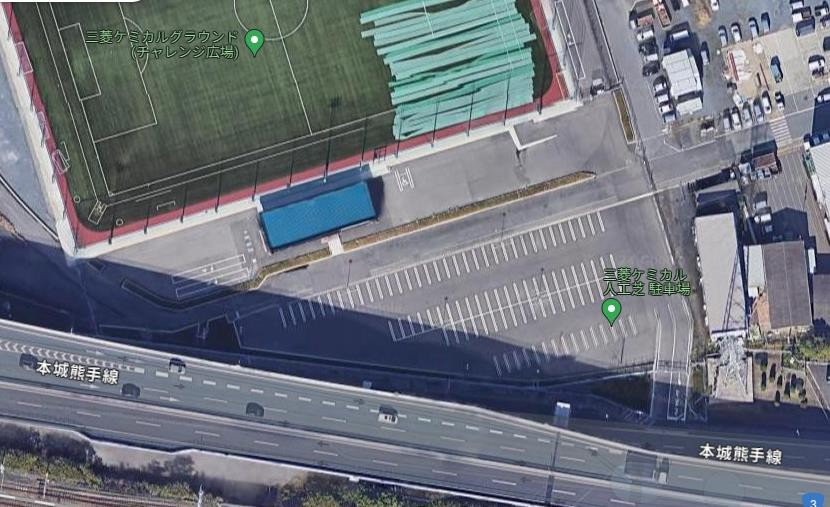 三菱ケミカルグラウンド
(チャレンジ広場)
三菱ケミカル
人工芝 駐車場
本城熊手線
本城熊手線
3